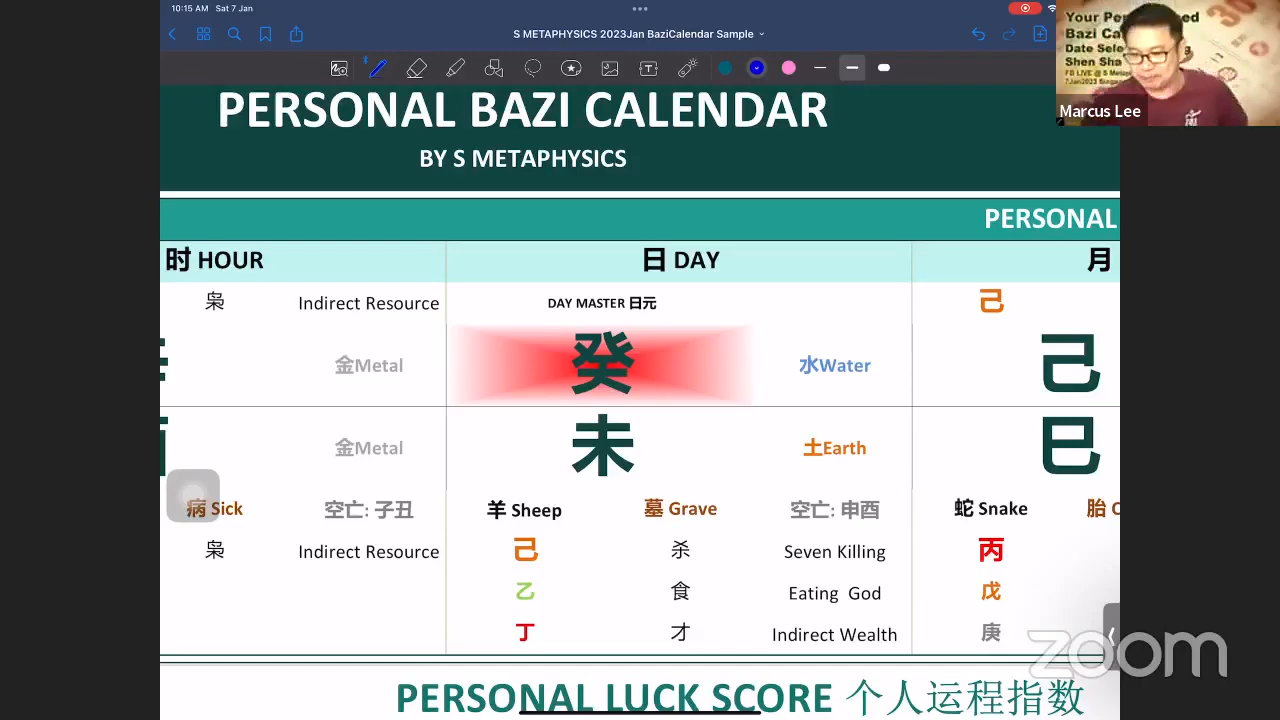 10:15 AM Sat 7 Jan
S METAPHYSICS 2023Jan BaziCalendar Sample
Marcus Lee
PERSONAL BAZI CALENDAR
BY S METAPHYSICS
PERSONAL
时 HOUR 日 DAY 月
枭 Indirect Resource DAY MASTER 日元 己
金Metal 癸 水Water 己
金Metal 未 土Earth 巳
病 Sick 空亡: 子丑 羊 Sheep 墓 Grave 空亡: 申酉 蛇 Snake 胎
枭 Indirect Resource 己 杀 Seven Killing 丙
乙 食 Eating God 戊
丁 才 Indirect Wealth 庚
zoom
PERSONAL LUCK SCORE 个人运程指数